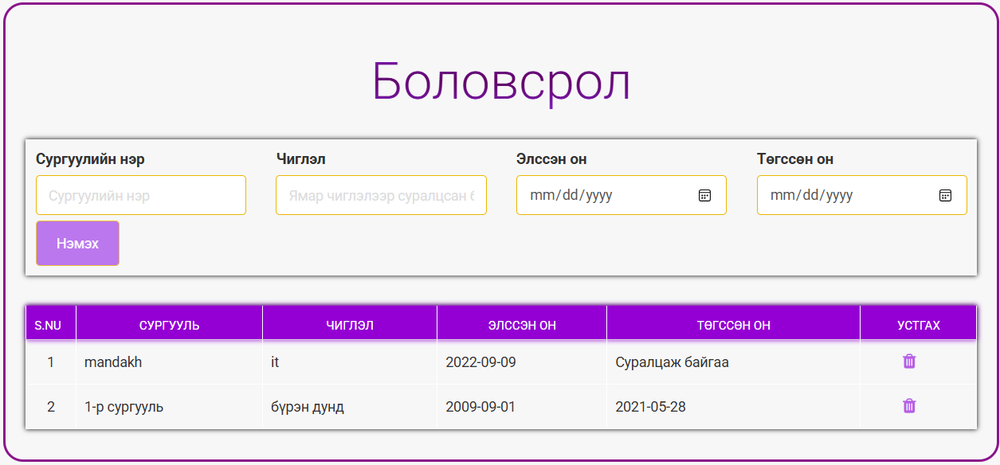 Боловсрол
Сургуулийн нэр Чиглэл Элссэн он Төгссөн он
Сургуулийн нэр Ямар чиглэлээр суралцсан mm/dd/yyyy mm/dd/yyyy
Нэмэх
S.NU СУРГУУЛЬ ЧИГЛЭЛ ЭЛССЭН ОН ТӨГССӨН ОН УСТГАХ
1 mandakh it 2022-09-09 Суралцаж байгаа
2 1-р сургууль бүрэн дунд 2009-09-01 2021-05-28